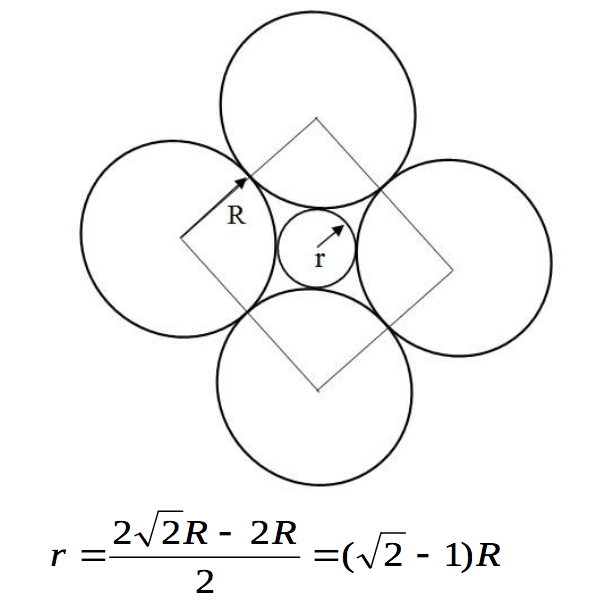 R
r
r = (2√2R - 2R)/2 = (√2 - 1)R